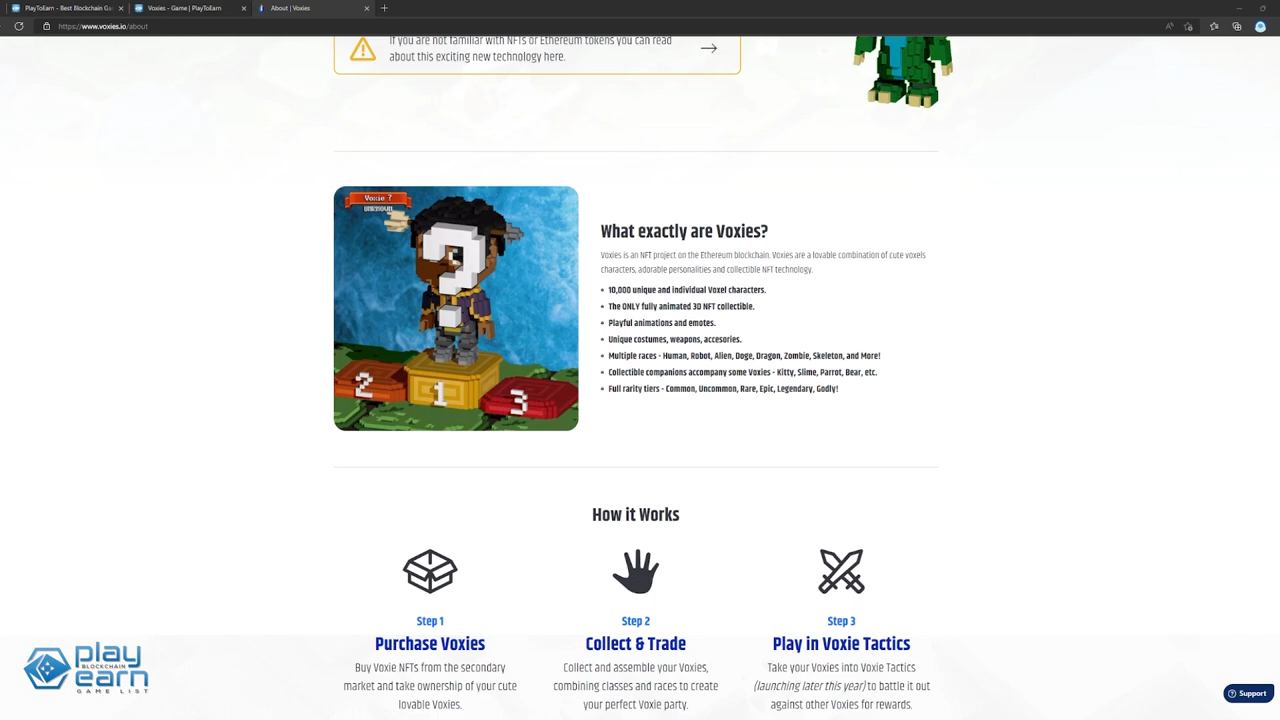 PlayToEarn - Best Blockchain Ga
Voxies - Game | PlayToEarn
About | Voxies
https://www.voxies.io/about
If you are not familiar with NFTs or Ethereum tokens you can read
about this exciting new technology here.
Voxie ?
UNKNOWN
2
1
3
What exactly are Voxies?
Voxies is an NFT project on the Ethereum blockchain. Voxies are a lovable combination of cute voxels
characters, adorable personalities and collectible NFT technology.
• 10,000 unique and individual Voxel characters.
• The ONLY fully animated 3D NFT collectible.
• Playful animations and emotes.
• Unique costumes, weapons, accesories.
• Multiple races - Human, Robot, Alien, Doge, Dragon, Zombie, Skeleton, and More!
• Collectible companions accompany some Voxies - Kitty, Slime, Parrot, Bear, etc.
• Full rarity tiers - Common, Uncommon, Rare, Epic, Legendary, Godly!
How it Works
Step 1
Purchase Voxies
Buy Voxie NFTs from the secondary
market and take ownership of your cute
lovable Voxies.
Step 2
Collect & Trade
Collect and assemble your Voxies,
combining classes and races to create
your perfect Voxie party.
Step 3
Play in Voxie Tactics
Take your Voxies into Voxie Tactics
(launching later this year) to battle it out
against other Voxies for rewards.
play
BLOCKCHAIN
earn
GAME LIST
Support